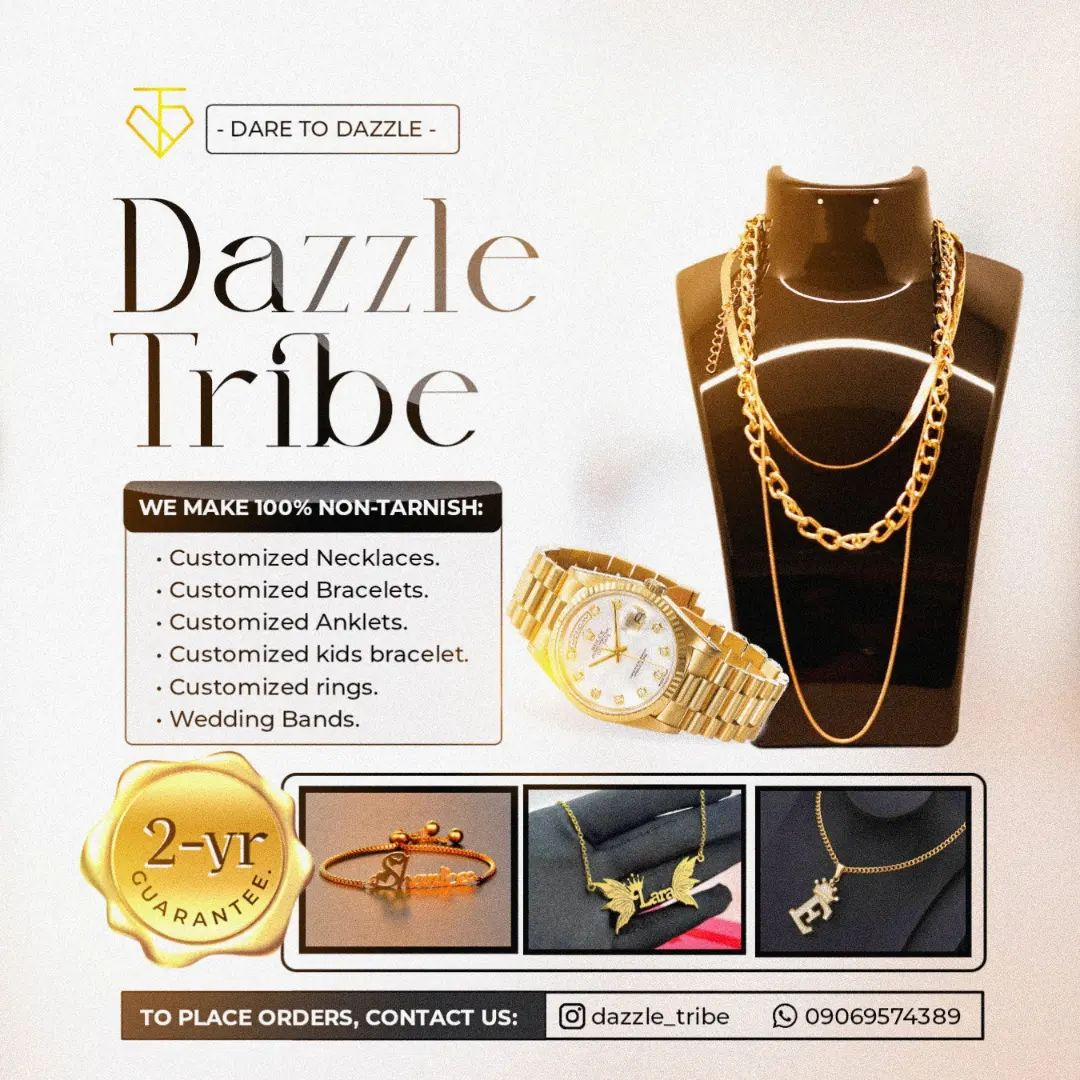 - DARE TO DAZZLE -
Dazzle
Tribe
WE MAKE 100% NON-TARNISH:
• Customized Necklaces.
• Customized Bracelets.
• Customized Anklets.
• Customized kids bracelet.
• Customized rings.
• Wedding Bands.
2-yr
GUARANTEE.
Lara
E
TO PLACE ORDERS, CONTACT US:
dazzle_tribe
09069574389